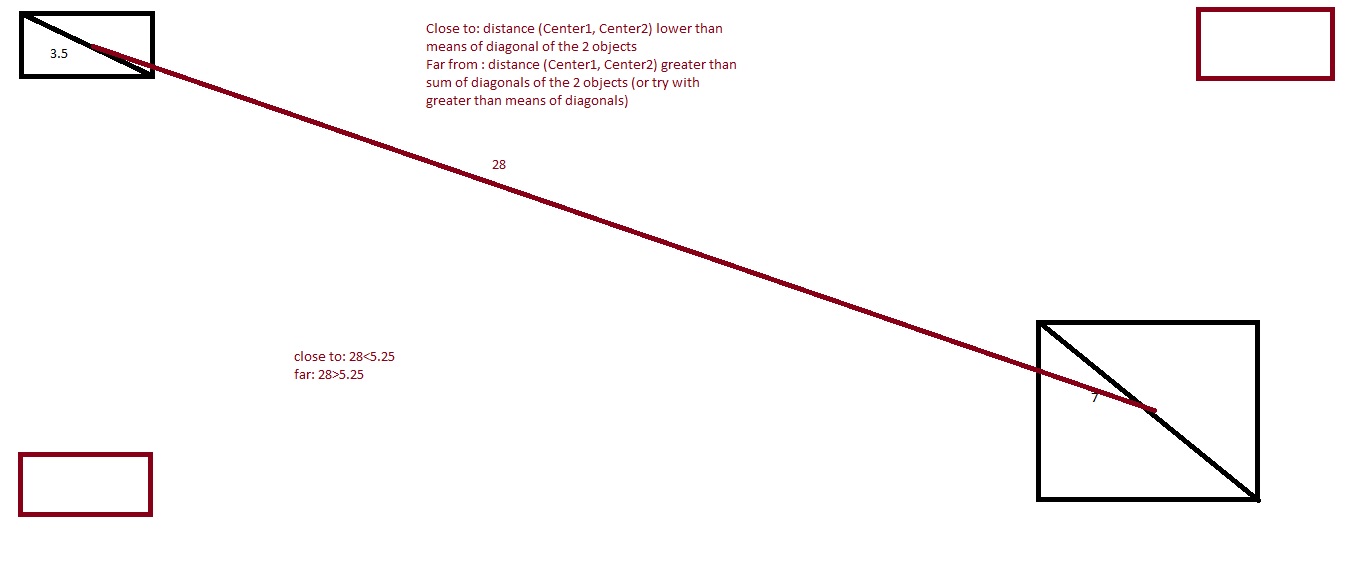 Close to: distance (Center1, Center2) lower than
means of diagonal of the 2 objects
Far from : distance (Center1, Center2) greater than
sum of diagonals of the 2 objects (or try with
greater than means of diagonals)
3.5
28
close to: 28<5.25
far: 28>5.25
7